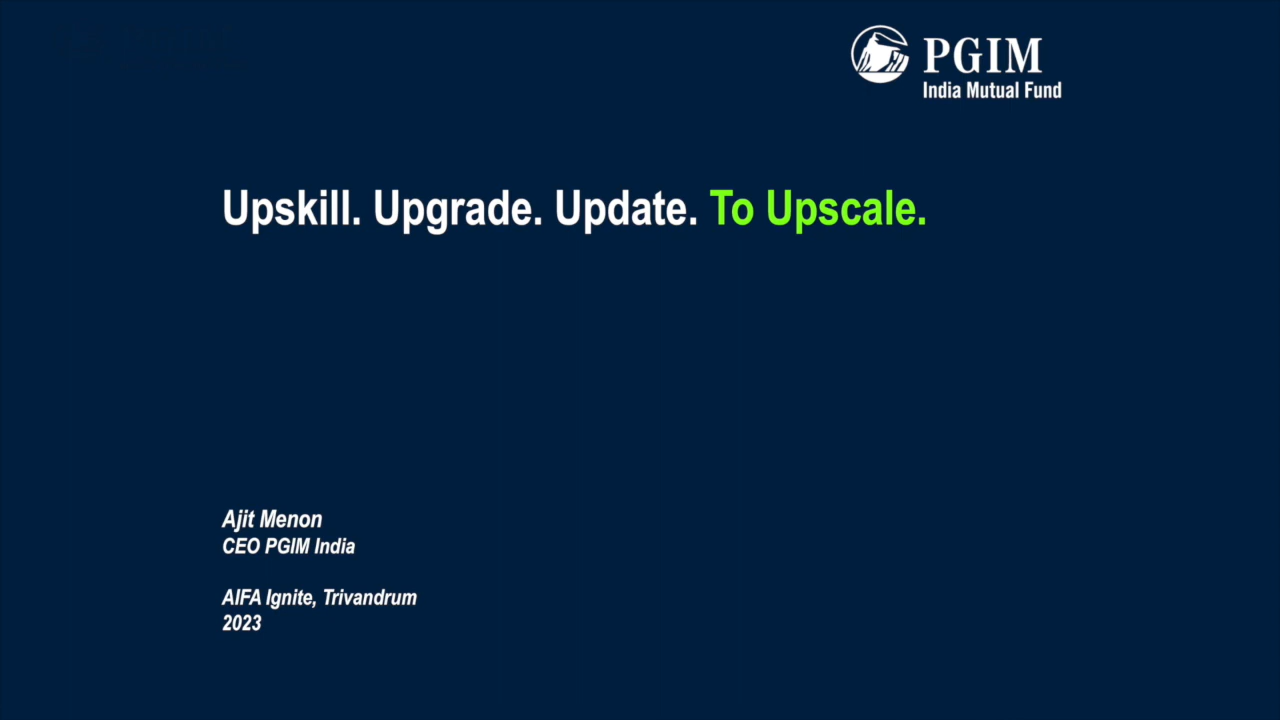 PGIM
India Mutual Fund
Upskill. Upgrade. Update. To Upscale.
Ajit Menon
CEO PGIM India
AIFA Ignite, Trivandrum
2023